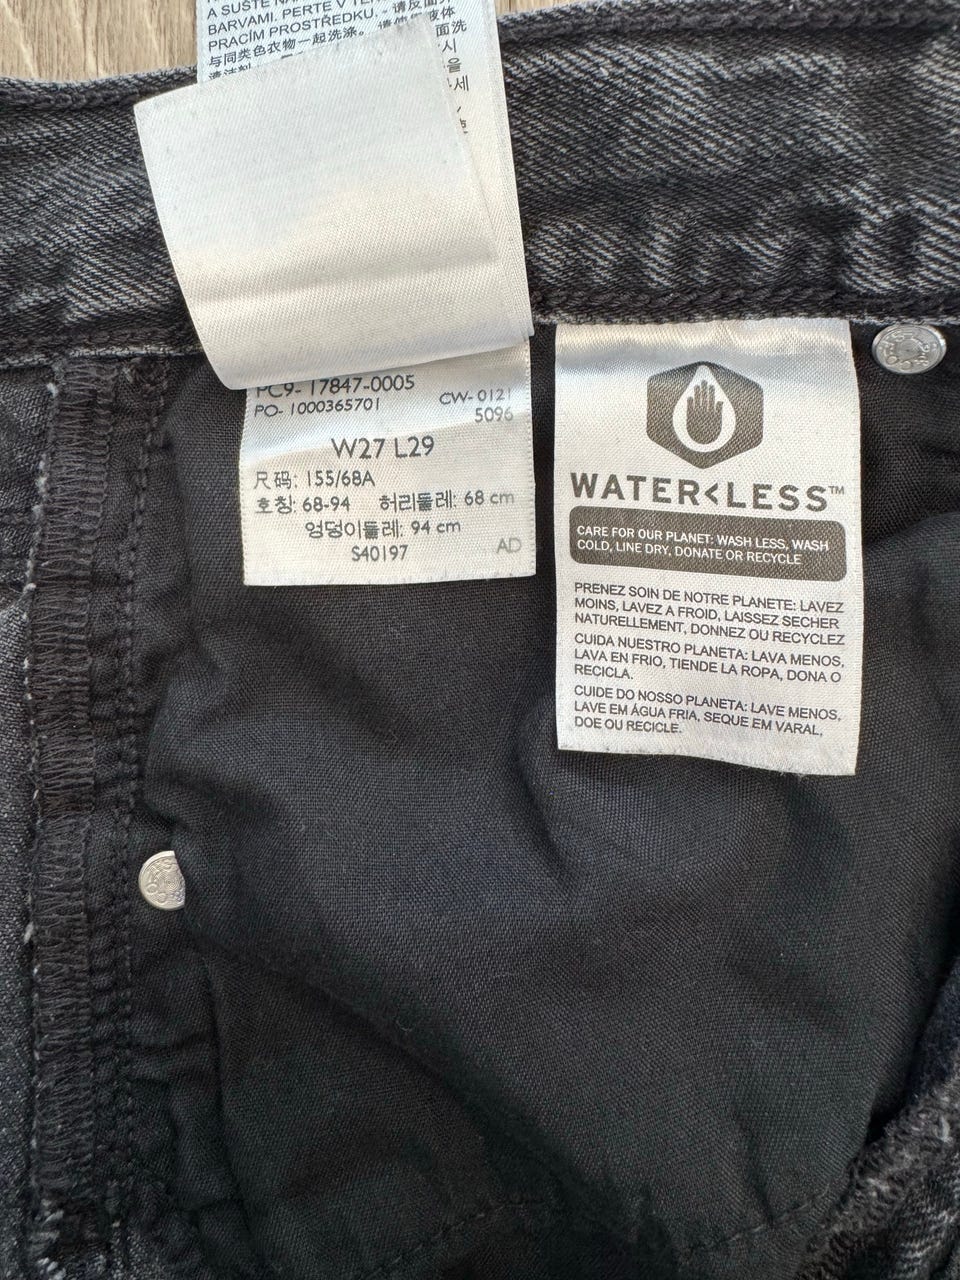 A SUŠTE NA
BARVAMI. PERTE V TE
PRACÍM PROSTŘEDKU. - 请反面
与同类色衣物一起洗涤。
PC9- 17847-0005
PO- 1000365701
CW- 0121
5096
W27 L29
尺码: 155/68A
호칭: 68-94 허리둘레: 68 cm
엉덩이둘레: 94 cm
S40197
AD
WATER<LESS™
CARE FOR OUR PLANET: WASH LESS, WASH
COLD, LINE DRY, DONATE OR RECYCLE
PRENEZ SOIN DE NOTRE PLANETE: LAVEZ
MOINS, LAVEZ A FROID, LAISSEZ SECHER
NATURELLEMENT, DONNEZ OU RECYCLEZ
CUIDA NUESTRO PLANETA: LAVA MENOS,
LAVA EN FRIO, TIENDE LA ROPA, DONA O
RECICLA.
CUIDE DO NOSSO PLANETA: LAVE MENOS,
LAVE EM ÁGUA FRIA, SEQUE EM VARAL,
DOE OU RECICLE.